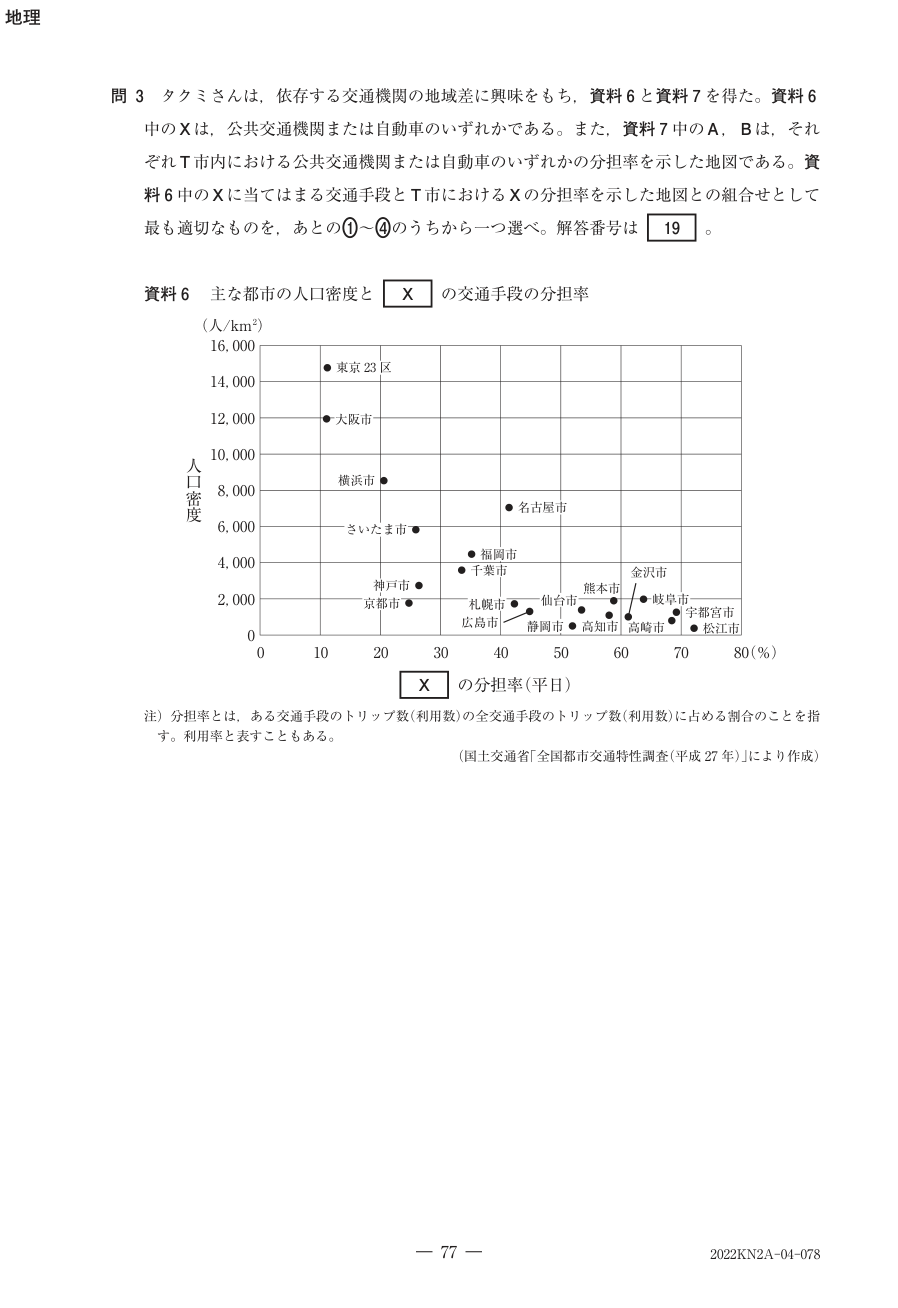 地理
問 3 タクミさんは，依存する交通機関の地域差に興味をもち，資料6と資料7を得た。資料6
中のXは，公共交通機関または自動車のいずれかである。また，資料7中のA，Bは，それ
ぞれT市内における公共交通機関または自動車のいずれかの分担率を示した地図である。資
料6中のXに当てはまる交通手段とT市におけるXの分担率を示した地図との組合せとして
最も適切なものを，あとの①～④のうちから一つ選べ。解答番号は 19 。
資料6 主な都市の人口密度と X の交通手段の分担率
（人/km²）
16,000
14,000
12,000
10,000
8,000
6,000
4,000
2,000
0
人口密度
東京23区
大阪市
横浜市
名古屋市
さいたま市
福岡市
千葉市
金沢市
神戸市
熊本市
京都市
札幌市
仙台市
岐阜市
宇都宮市
広島市
静岡市
高知市
高崎市
松江市
0 10 20 30 40 50 60 70 80(％)
X の分担率(平日)
注）分担率とは，ある交通手段のトリップ数(利用数)の全交通手段のトリップ数(利用数)に占める割合のことを指
す。利用率と表すこともある。
(国土交通省「全国都市交通特性調査(平成27年)」により作成)
― 77 ―
2022KN2A-04-078